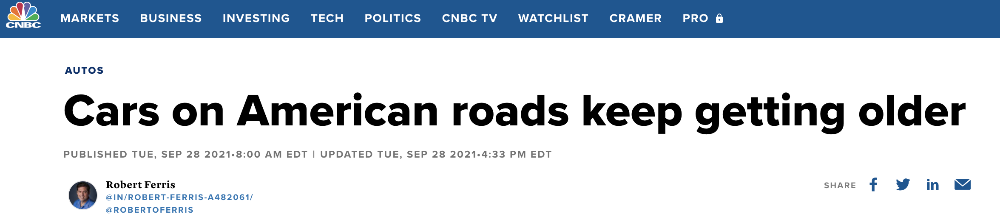 CNBC
MARKETS BUSINESS INVESTING TECH POLITICS CNBC TV WATCHLIST CRAMER PRO
AUTOS
Cars on American roads keep getting older
PUBLISHED TUE, SEP 28 2021•8:00 AM EDT | UPDATED TUE, SEP 28 2021•4:33 PM EDT
Robert Ferris
@IN/ROBERT-FERRIS-A482061/
@ROBERTOFERRIS
SHARE